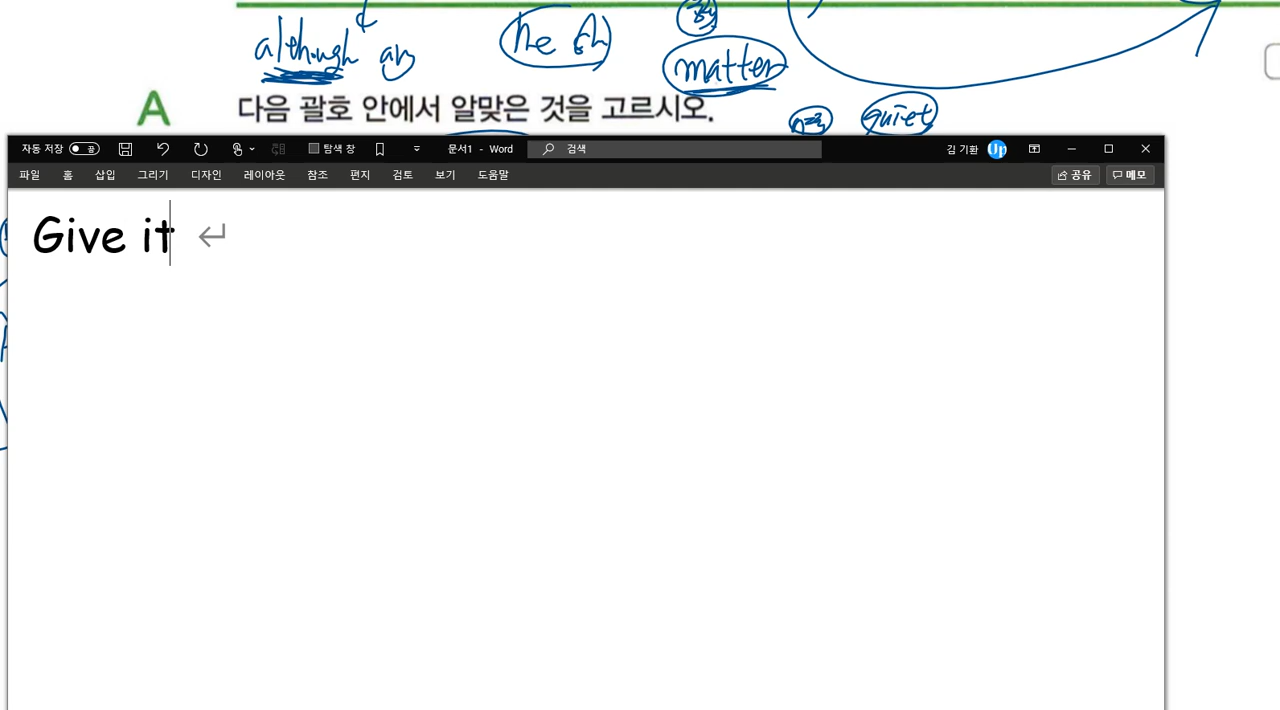 although
matter
A 다음 괄호 안에서 알맞은 것을 고르시오.
quiet
자동 저장 끔 탐색 창 문서1 - Word 검색 김 기환 Up
파일 홈 삽입 그리기 디자인 레이아웃 참조 편지 검토 보기 도움말 공유 메모
Give it